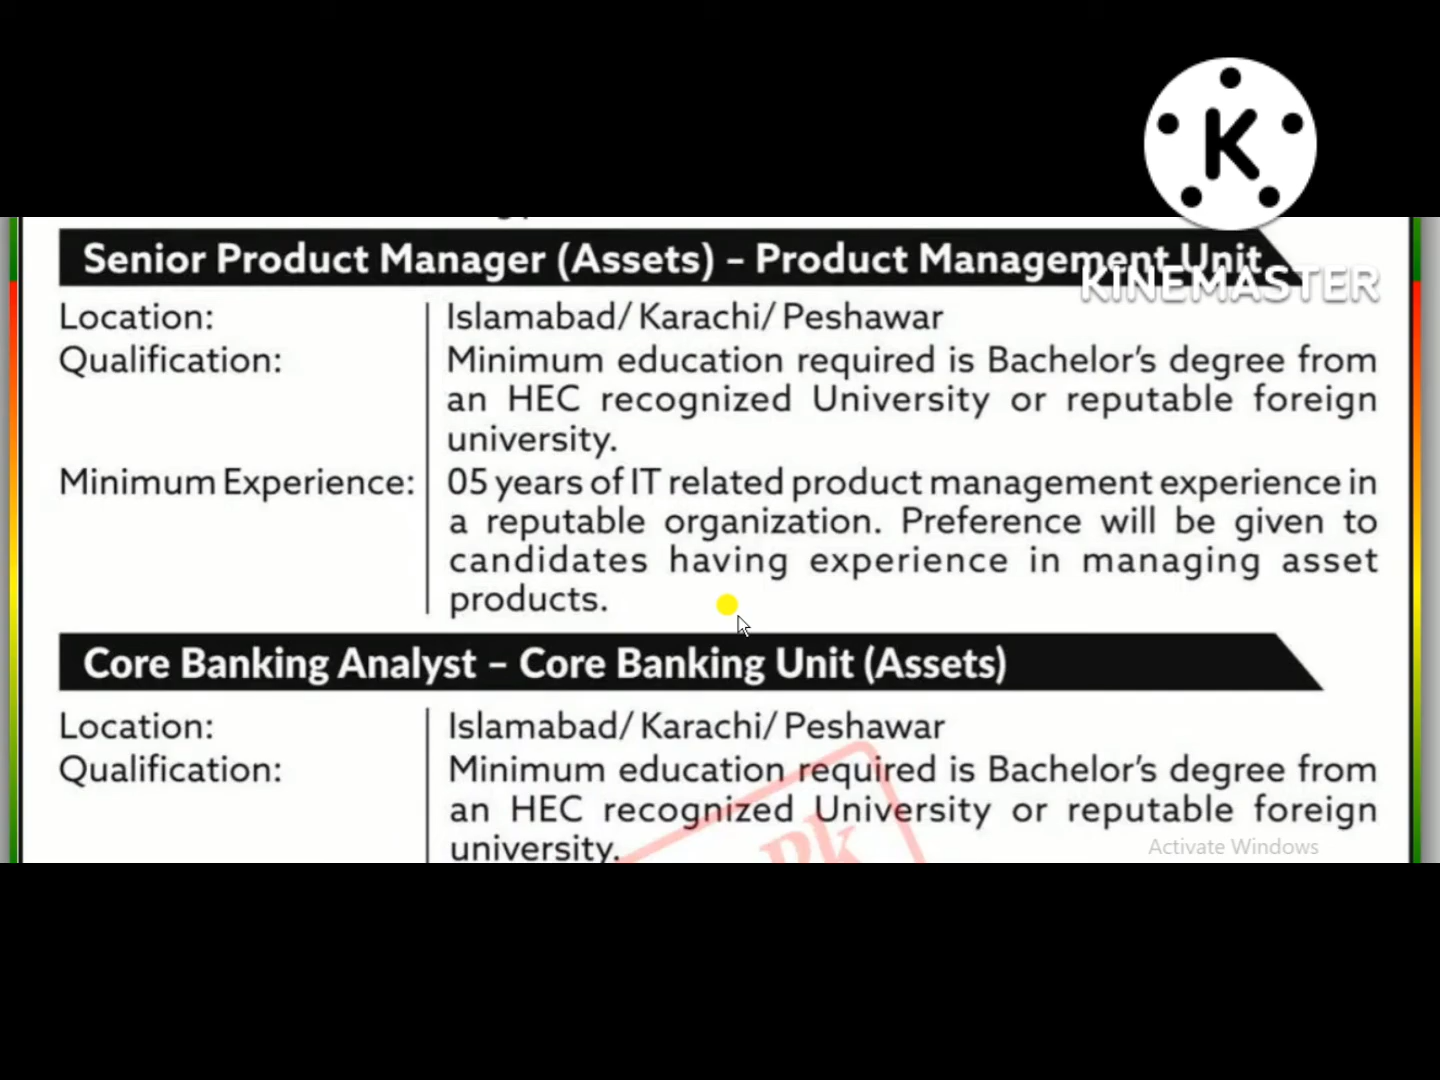 K
KINEMASTER
Senior Product Manager (Assets) – Product Management Unit
Location: Islamabad/ Karachi/ Peshawar
Qualification: Minimum education required is Bachelor's degree from
an HEC recognized University or reputable foreign
university.
Minimum Experience: 05 years of IT related product management experience in
a reputable organization. Preference will be given to
candidates having experience in managing asset
products.
Core Banking Analyst – Core Banking Unit (Assets)
Location: Islamabad/ Karachi/ Peshawar
Qualification: Minimum education required is Bachelor's degree from
an HEC recognized University or reputable foreign
university.
Pk
Activate Windows